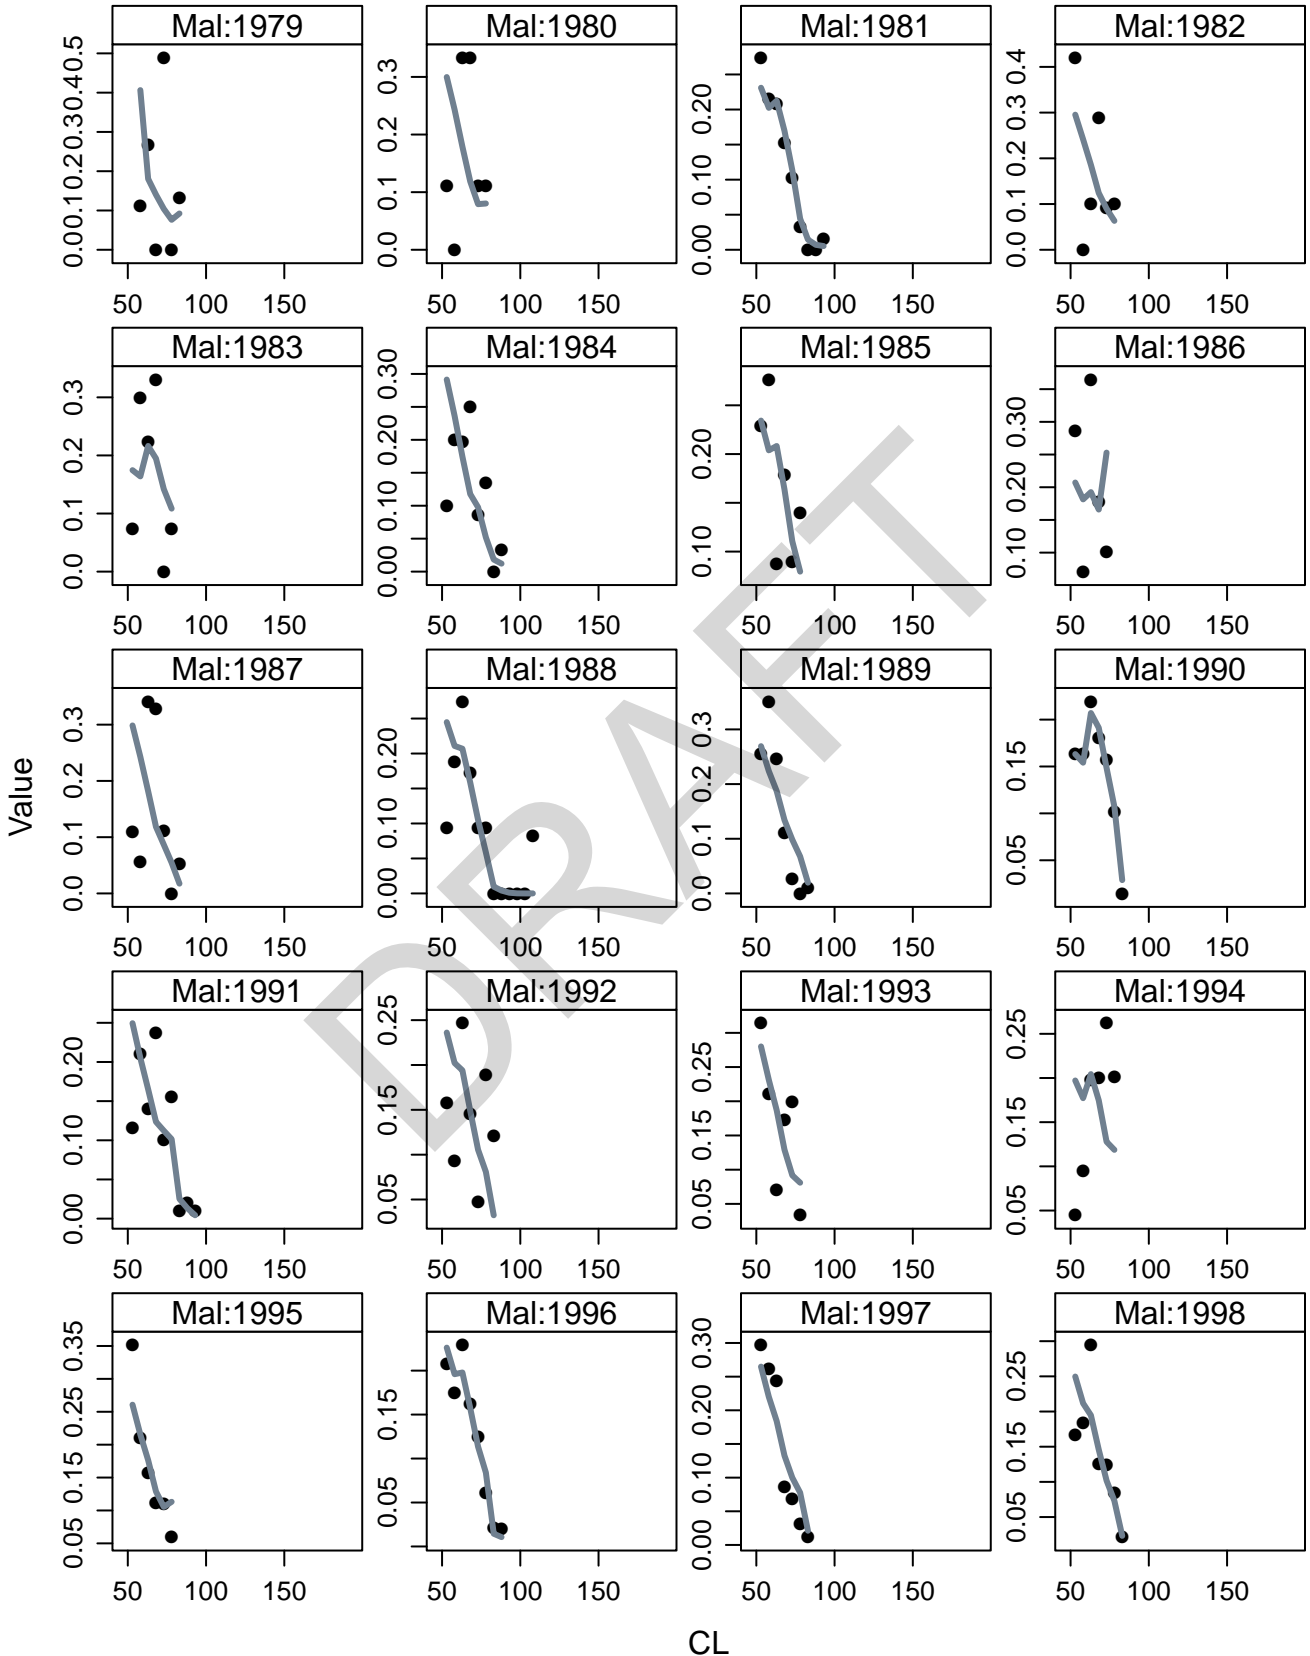 Mal:1979 Mal:1980 Mal:1981 Mal:1982
0.0 0.1 0.2 0.3 0.4 0.5
0.0 0.1 0.2 0.3
0.00 0.10 0.20
0.0 0.1 0.2 0.3 0.4
50 100 150 50 100 150 50 100 150 50 100 150
Mal:1983 Mal:1984 Mal:1985 Mal:1986
0.0 0.1 0.2 0.3
0.00 0.10 0.20 0.30
0.10 0.20
0.10 0.20 0.30
50 100 150 50 100 150 50 100 150 50 100 150
Mal:1987 Mal:1988 Mal:1989 Mal:1990
0.0 0.1 0.2 0.3
0.00 0.10 0.20
0.0 0.1 0.2 0.3
0.05 0.15
50 100 150 50 100 150 50 100 150 50 100 150
Mal:1991 Mal:1992 Mal:1993 Mal:1994
0.00 0.10 0.20
0.05 0.15 0.25
0.05 0.15 0.25
0.05 0.15 0.25
50 100 150 50 100 150 50 100 150 50 100 150
Mal:1995 Mal:1996 Mal:1997 Mal:1998
0.05 0.15 0.25 0.35
0.05 0.15
0.00 0.10 0.20 0.30
0.05 0.15 0.25
50 100 150 50 100 150 50 100 150 50 100 150
Value
CL
DRAFT